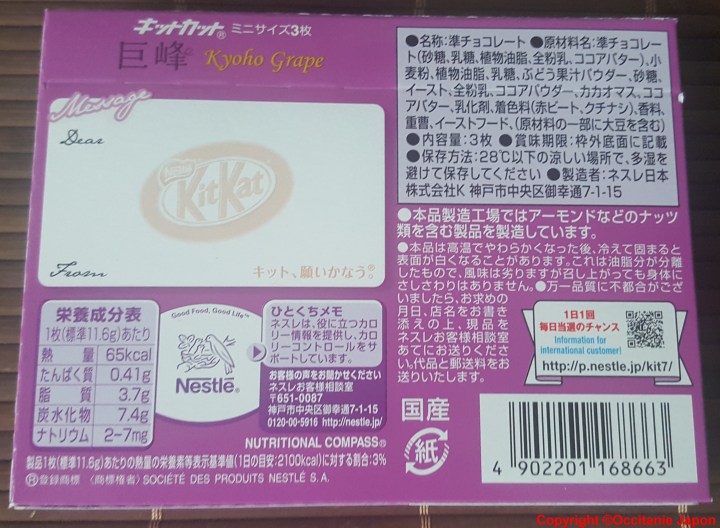 キットカット® ミニサイズ3枚
巨峰 Kyoho Grape
Message
Dear
Nestlé
KitKat
From
キット、願いかなう®。
●名称:準チョコレート ●原材料名:準チョコレー
ト(砂糖、乳糖、植物油脂、全粉乳、ココアバター)、小
麦粉、植物油脂、乳糖、ぶどう果汁パウダー、砂糖、
イースト、全粉乳、ココアパウダー、カカオマス、ココ
アバター、乳化剤、着色料(赤ビート、クチナシ)、香料、
重曹、イーストフード、(原材料の一部に大豆を含む)
●内容量:3枚 ●賞味期限:枠外底面に記載
●保存方法:28℃以下の涼しい場所で、多湿を
避けて保存してください ●製造者:ネスレ日本
株式会社K 神戸市中央区御幸通7-1-15
●本品製造工場ではアーモンドなどのナッツ
類を含む製品を製造しています。
●本品は高温でやわらかくなった後、冷えて固まると
表面が白くなることがあります。これは油脂分が分離
したもので、風味は劣りますが召し上がっても身体に
さしさわりはありません。●万一品質に不都合がござ
いましたら、お求めの
月日、店名をお書き
添えの上、現品を
ネスレお客様相談室
あてにお送りくださ
い。代品と郵送料をお
送りいたします。
1日1回
毎日当選のチャンス
Information for
international customer!
http://p.nestle.jp/kit7/
栄養成分表
1枚(標準11.6g)あたり
熱量 65kcal
たんぱく質 0.41g
脂質 3.7g
炭水化物 7.4g
ナトリウム 2~7mg
Good Food, Good Life™
Nestlé®
ひとくちメモ
ネスレは、役に立つカロ
リー情報を提供し、カロ
リーコントロールをサ
ポートしています。
お客様の声をお聞かせください
ネスレお客様相談室
〒651-0087
神戸市中央区御幸通7-1-15
0120-00-5916 http://nestle.jp/
NUTRITIONAL COMPASS®
製品1枚(標準11.6g)あたりの熱量の栄養素等表示基準値(1日の目安:2100kcal)に対する割合:3%
®登録商標 〈商標権者〉SOCIÉTÉ DES PRODUITS NESTLÉ S.A.
国産
紙
4 902201 168663
Copyright ©Occitanie Japon